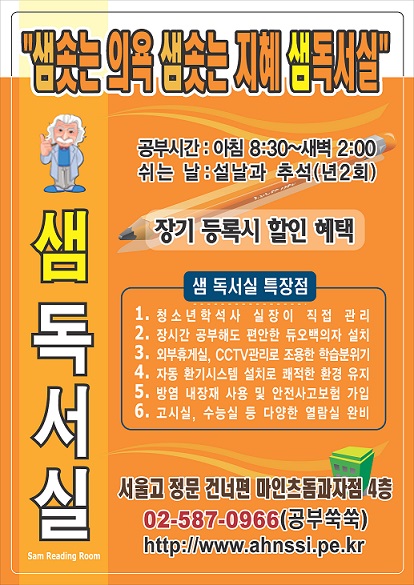 "샘솟는 의욕 샘솟는 지혜 샘독서실"
공부시간 : 아침 8:30~새벽 2:00
쉬는 날 : 설날과 추석(년2회)
장기 등록시 할인 혜택
샘 독서실
Sam Reading Room
샘 독서실 특장점
1. 청소년학석사 실장이 직접 관리
2. 장시간 공부해도 편안한 듀오백의자 설치
3. 외부휴게실, CCTV관리로 조용한 학습분위기
4. 자동 환기시스템 설치로 쾌적한 환경 유지
5. 방염 내장재 사용 및 안전사고보험 가입
6. 고시실, 수능실 등 다양한 열람실 완비
서울고 정문 건너편 마인츠돔과자점 4층
02-587-0966(공부쑥쑥)
http://www.ahnssi.pe.kr